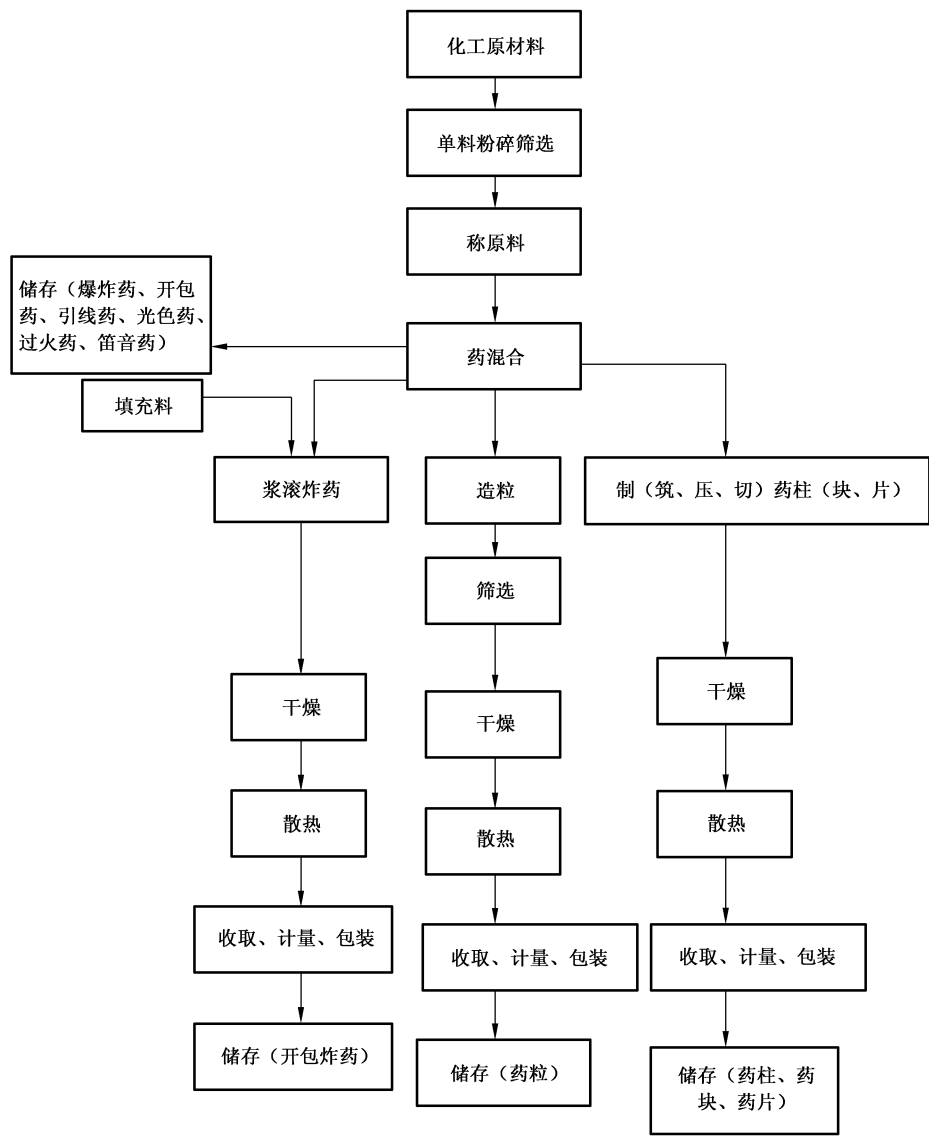 化工原材料
单料粉碎筛选
称原料
储存（爆炸药、开包
药、引线药、光色药、
过火药、笛音药）
药混合
填充料
浆滚炸药
造粒
制（筑、压、切）药柱（块、片）
筛选
干燥
干燥
干燥
散热
散热
散热
收取、计量、包装
收取、计量、包装
收取、计量、包装
储存（开包炸药）
储存（药粒）
储存（药柱、药
块、药片）